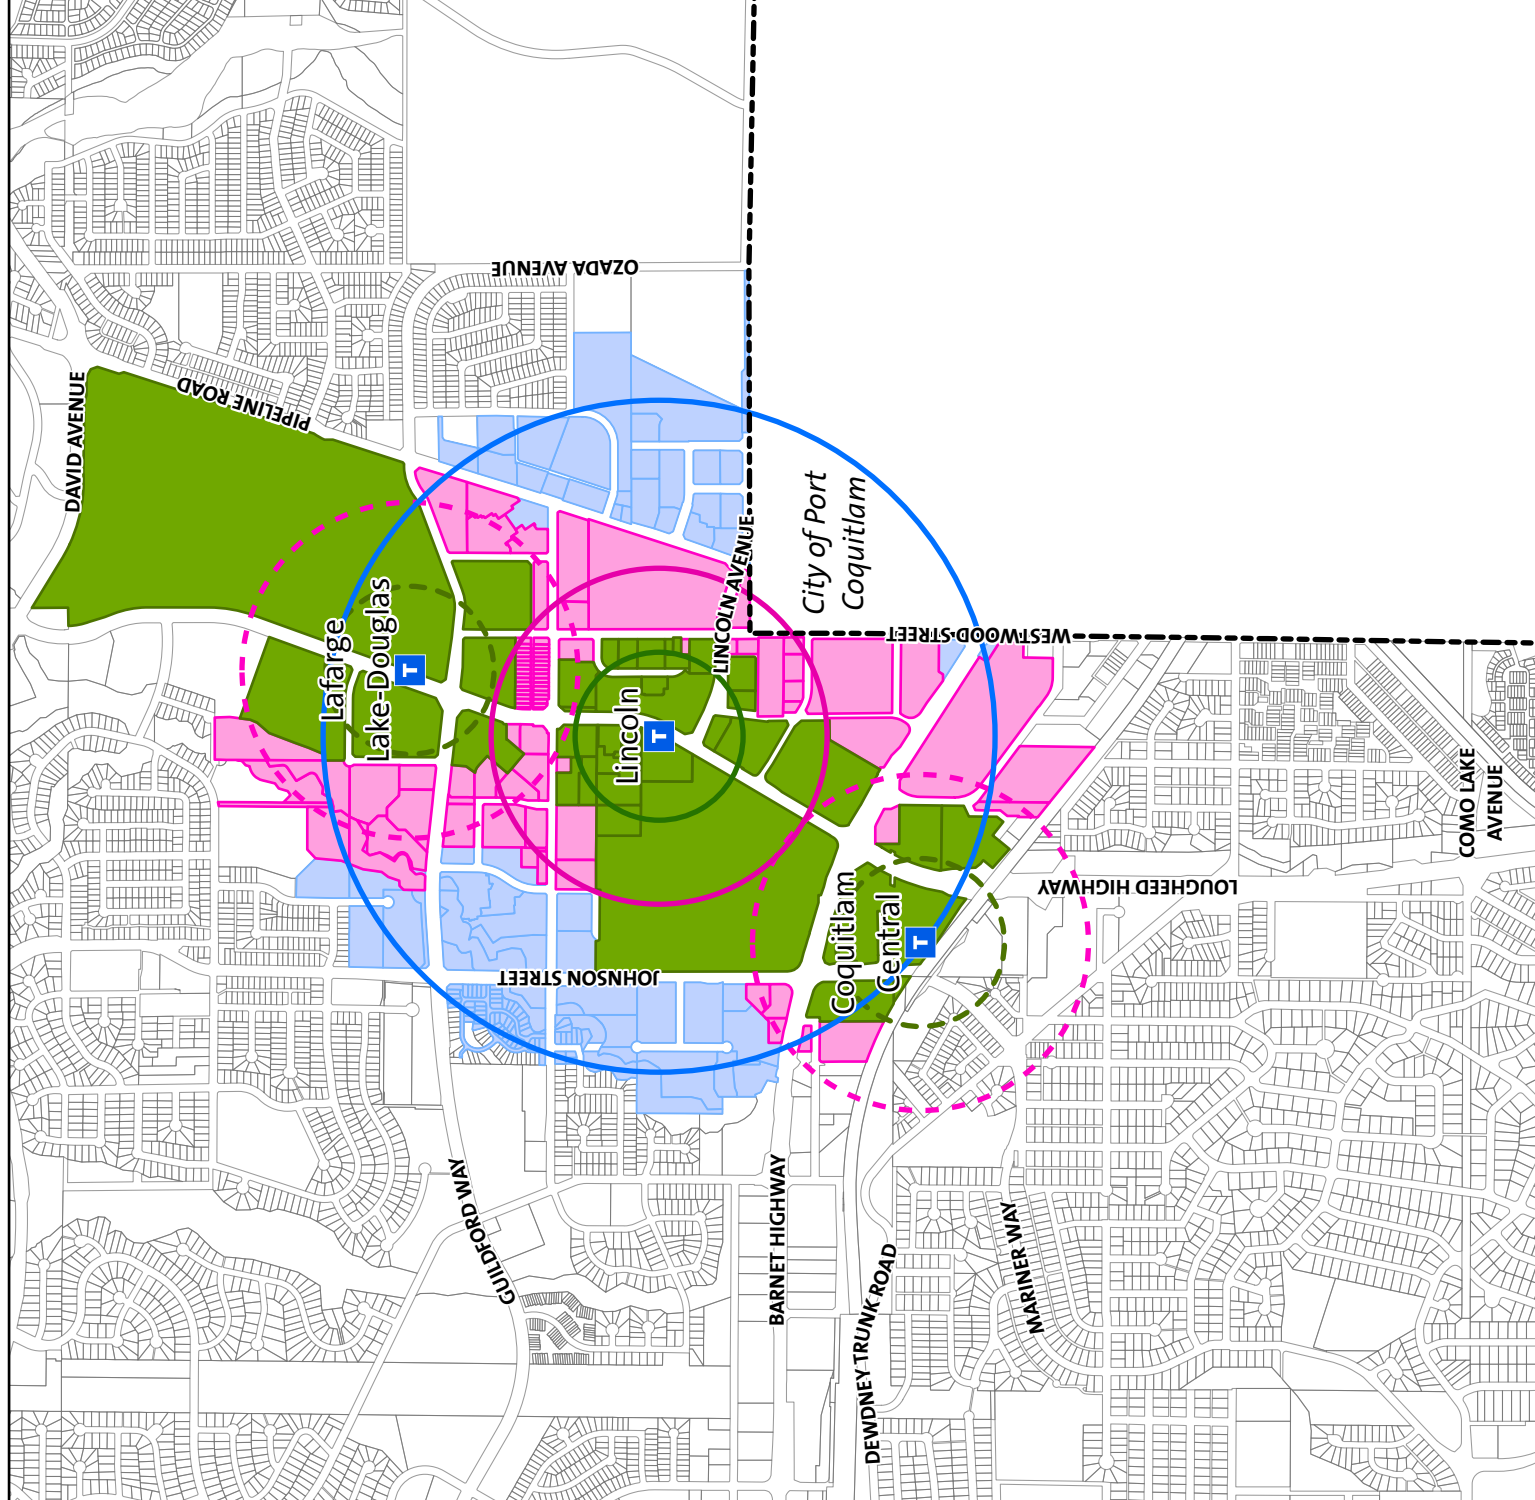 DAVID AVENUE
PIPELINE ROAD
OZADA AVENUE
Lafarge
Lake-Douglas
T
Lincoln
T
LINCOLN AVENUE
City of Port
Coquitlam
WESTWOOD STREET
JOHNSON STREET
Coquitlam
Central
T
LOUGHEED HIGHWAY
COMO LAKE
AVENUE
GUILDFORD WAY
BARNET HIGHWAY
DEWDNEY TRUNK ROAD
MARINER WAY